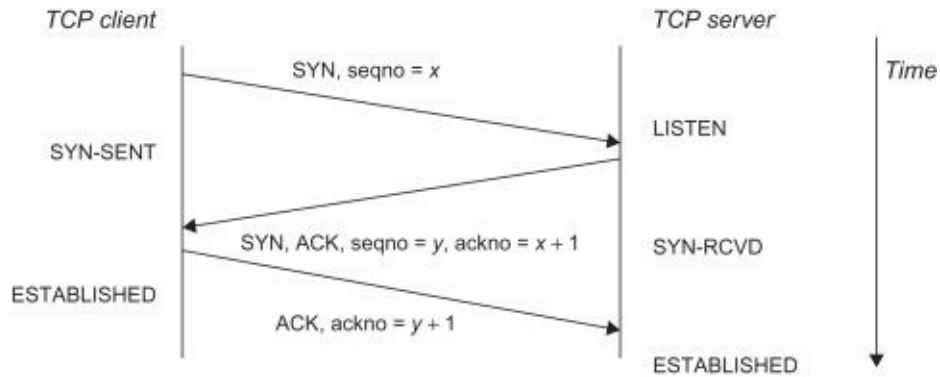 TCP client
TCP server
SYN, seqno = x
Time
LISTEN
SYN-SENT
SYN, ACK, seqno = y, ackno = x + 1
SYN-RCVD
ESTABLISHED
ACK, ackno = y + 1
ESTABLISHED